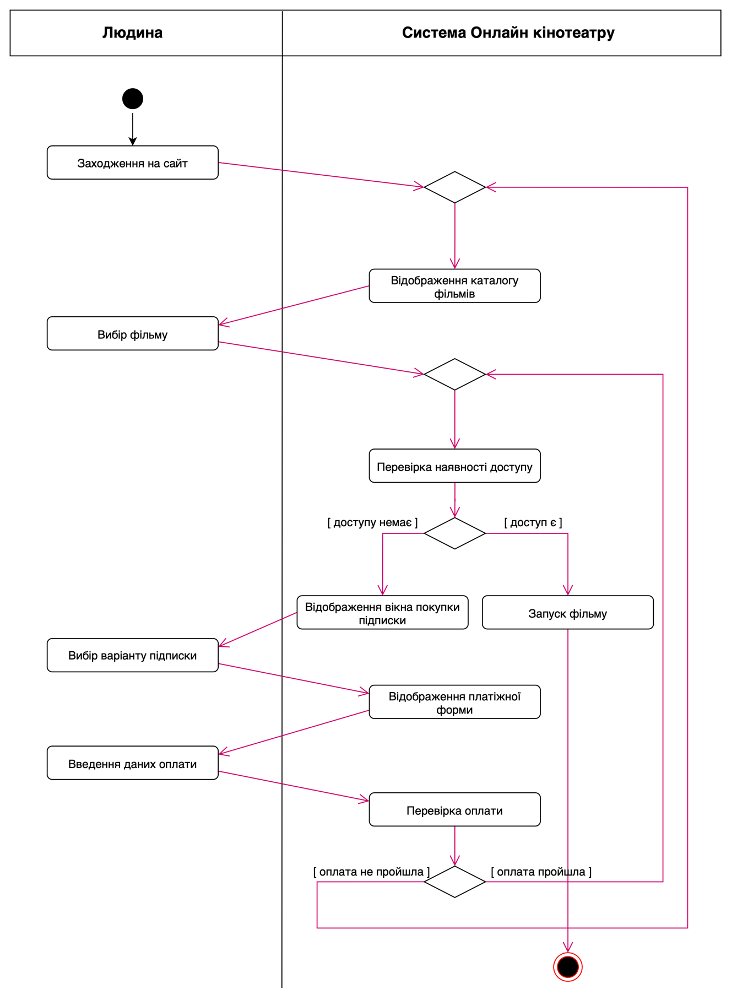 Людина
Система Онлайн кінотеатру
Заходження на сайт
Відображення каталогу
фільмів
Вибір фільму
Перевірка наявності доступу
[ доступу немає ]
[ доступ є ]
Відображення вікна покупки
підписки
Запуск фільму
Вибір варіанту підписки
Відображення платіжної
форми
Введення даних оплати
Перевірка оплати
[ оплата не пройшла ]
[ оплата пройшла ]